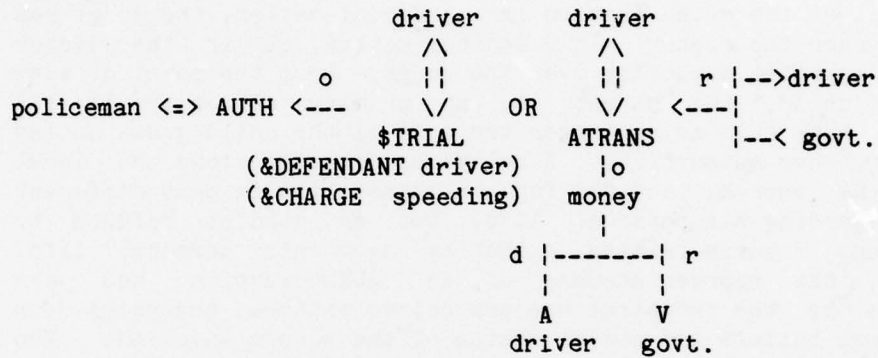 driver driver
/\ /\
|| || r |-->driver
o
policeman <=> AUTH <--- \/ OR \/ <---|
$TRIAL ATRANS |--< govt.
(&DEFENDANT driver) |o
(&CHARGE speeding) money
|
d |-------| r
| |
A V
driver govt.